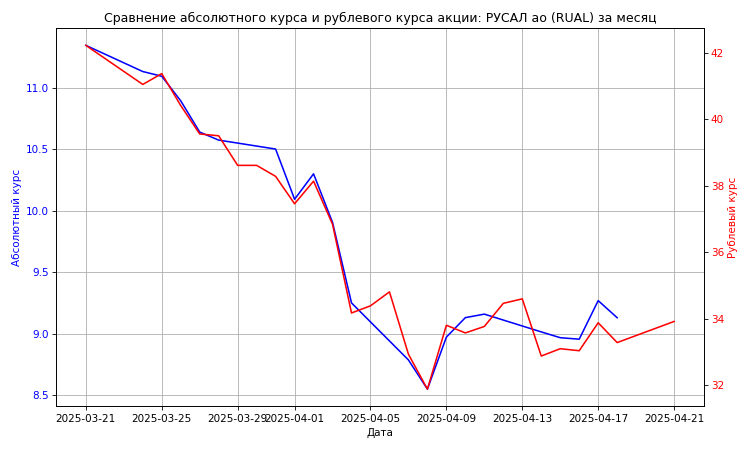 Сравнение абсолютного курса и рублевого курса акции: РУСАЛ ао (RUAL) за месяц
Абсолютный курс
11.0
10.5
10.0
9.5
9.0
8.5
42
40
38
36
34
32
Рублевый курс
2025-03-21 2025-03-25 2025-03-29 2025-04-01 2025-04-05 2025-04-09 2025-04-13 2025-04-17 2025-04-21
Дата